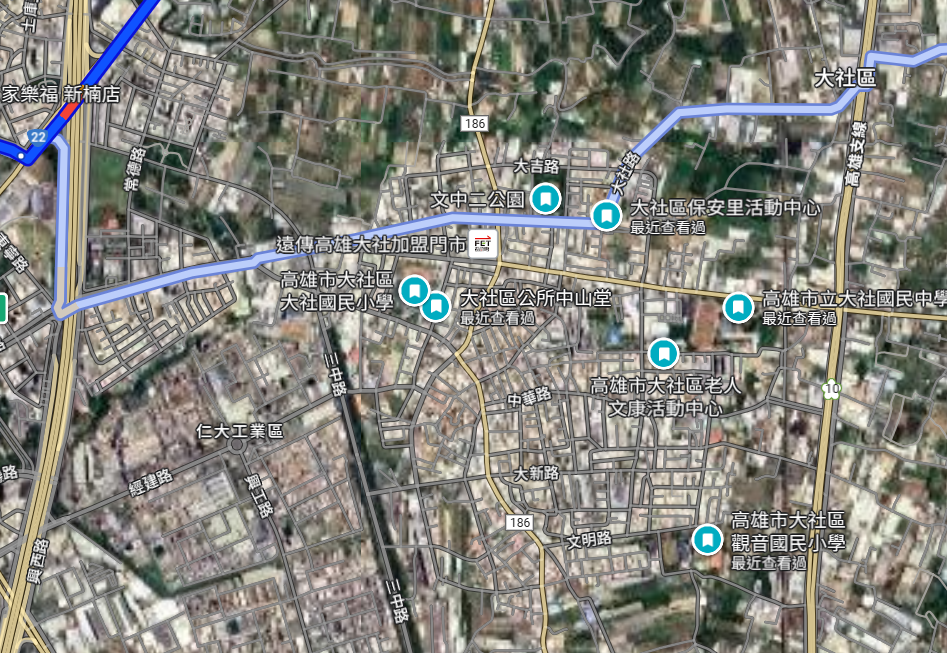 家樂福 新楠店
22
186
大社區
高雄支線
常德路
大吉路
大社路
文中二公園
大社區保安里活動中心
最近查看過
遠傳高雄大社加盟門市
FET
高雄市大社區
大社國民小學
大社區公所中山堂
最近查看過
高雄市立大社國民中學
最近查看過
三中路
高雄市大社區老人
文康活動中心
10
中華路
仁大工業區
大新路
經建路
興工路
186
文明路
高雄市大社區
觀音國民小學
最近查看過
興西路
三中路